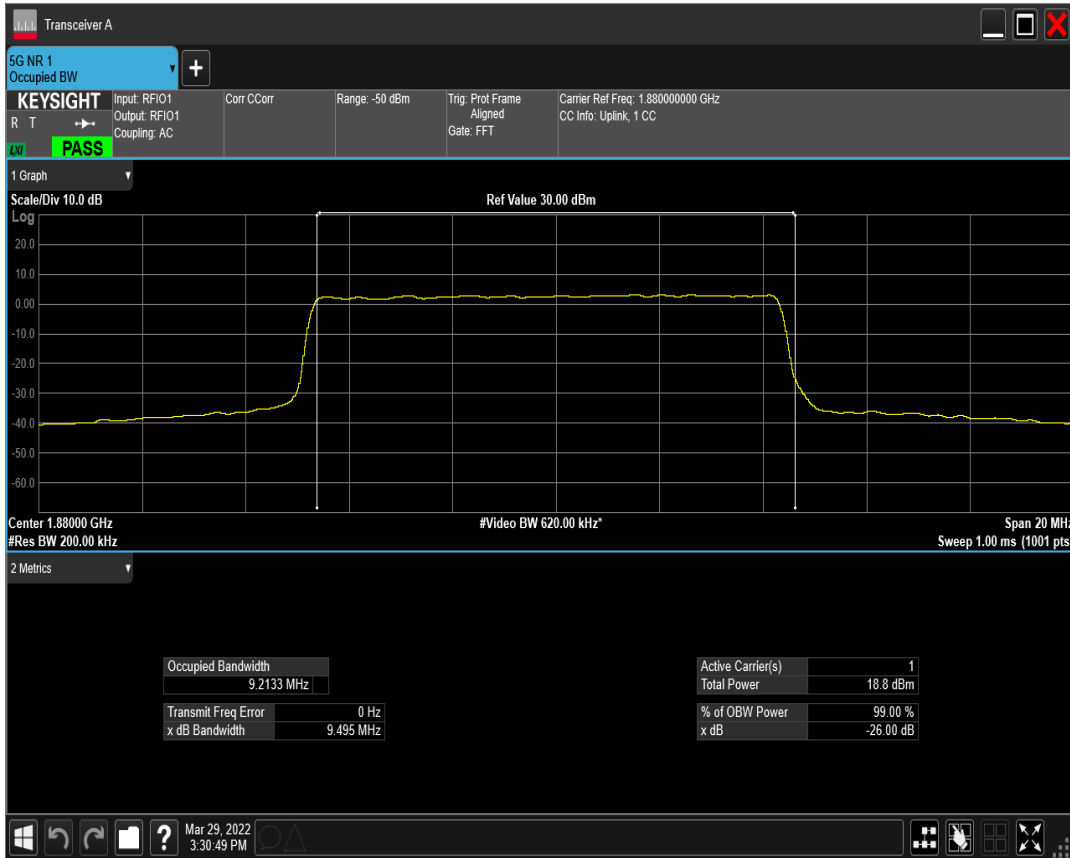 Transceiver A
5G NR 1
Occupied BW
KEYSIGHT
Input: RFIO1
Corr CCorr
Range: -50 dBm
Trig: Prot Frame
Carrier Ref Freq: 1.880000000 GHz
R T
Output: RFIO1
Aligned
CC Info: Uplink, 1 CC
Coupling: AC
Gate: FFT
LXI
PASS
1 Graph
Scale/Div 10.0 dB
Ref Value 30.00 dBm
Log
20.0
10.0
0.00
-10.0
-20.0
-30.0
-40.0
-50.0
-60.0
Center 1.88000 GHz
#Video BW 620.00 kHz*
Span 20 MHz
#Res BW 200.00 kHz
Sweep 1.00 ms (1001 pts
2 Metrics
Occupied Bandwidth
9.2133 MHz
Transmit Freq Error 0 Hz
x dB Bandwidth 9.495 MHz
Active Carrier(s) 1
Total Power 18.8 dBm
% of OBW Power 99.00 %
x dB -26.00 dB
?
Mar 29, 2022
3:30:49 PM